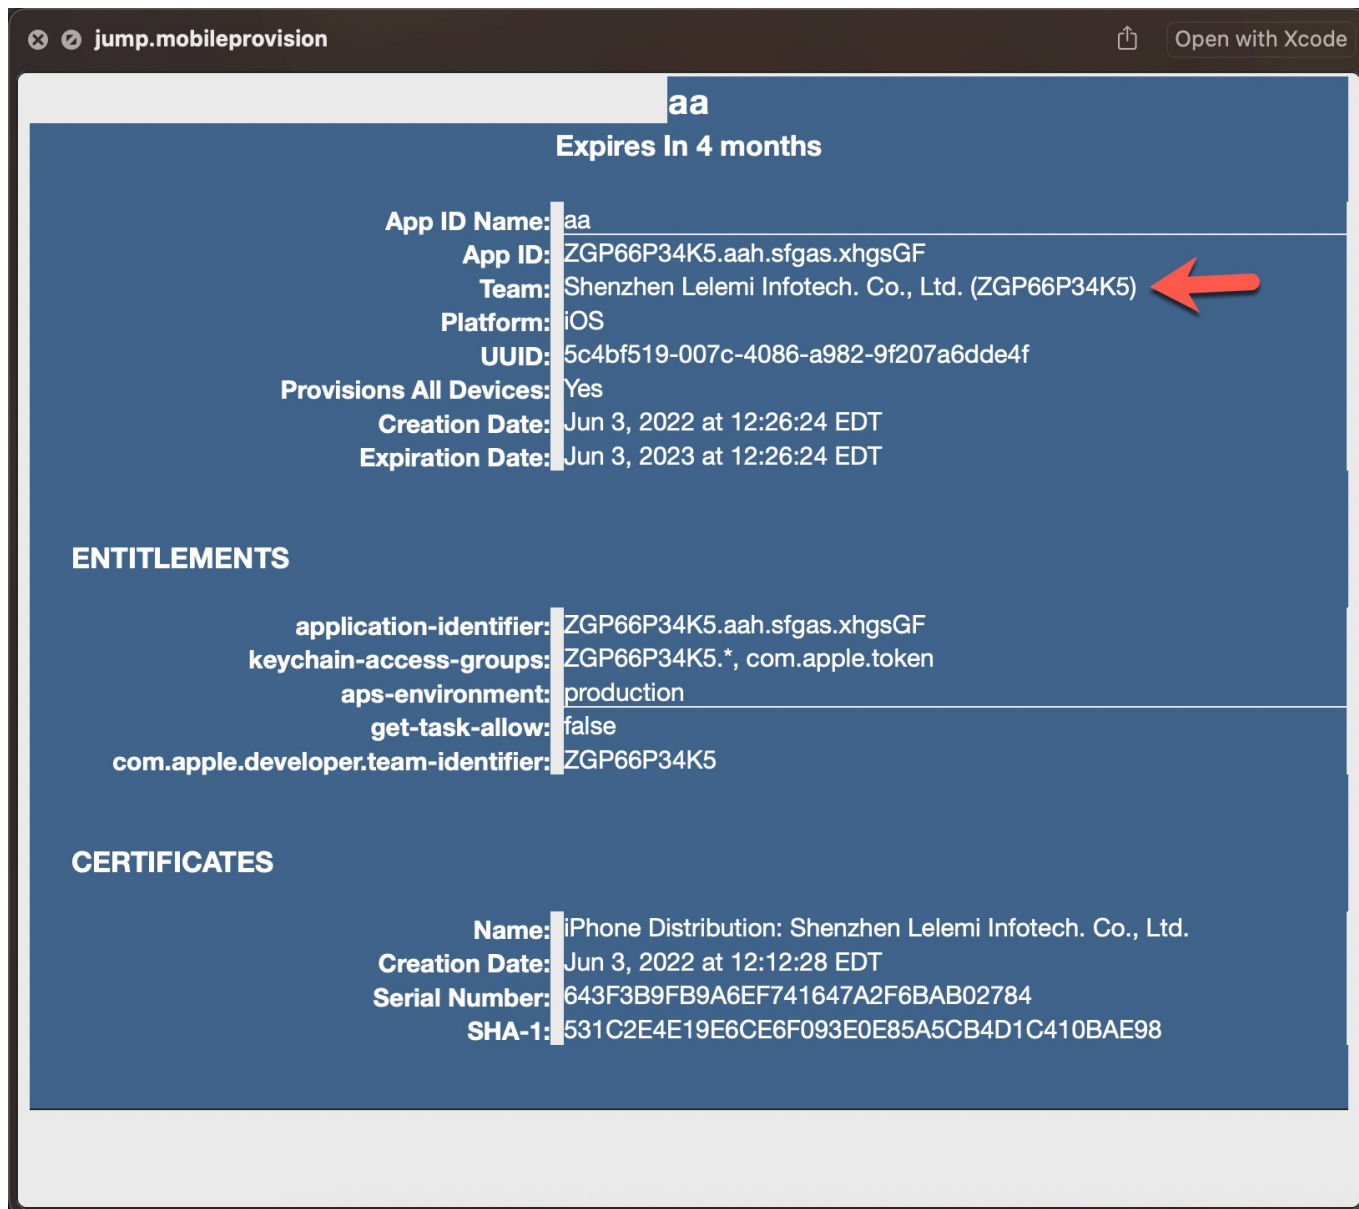 jump.mobileprovision
Open with Xcode
aa
Expires In 4 months
App ID Name: aa
App ID: ZGP66P34K5.aah.sfgas.xhgsGF
Team: Shenzhen Lelemi Infotech. Co., Ltd. (ZGP66P34K5)
Platform: iOS
UUID: 5c4bf519-007c-4086-a982-9f207a6dde4f
Provisions All Devices: Yes
Creation Date: Jun 3, 2022 at 12:26:24 EDT
Expiration Date: Jun 3, 2023 at 12:26:24 EDT
ENTITLEMENTS
application-identifier: ZGP66P34K5.aah.sfgas.xhgsGF
keychain-access-groups: ZGP66P34K5.*, com.apple.token
aps-environment: production
get-task-allow: false
com.apple.developer.team-identifier: ZGP66P34K5
CERTIFICATES
Name: iPhone Distribution: Shenzhen Lelemi Infotech. Co., Ltd.
Creation Date: Jun 3, 2022 at 12:12:28 EDT
Serial Number: 643F3B9FB9A6EF741647A2F6BAB02784
SHA-1: 531C2E4E19E6CE6F093E0E85A5CB4D1C410BAE98